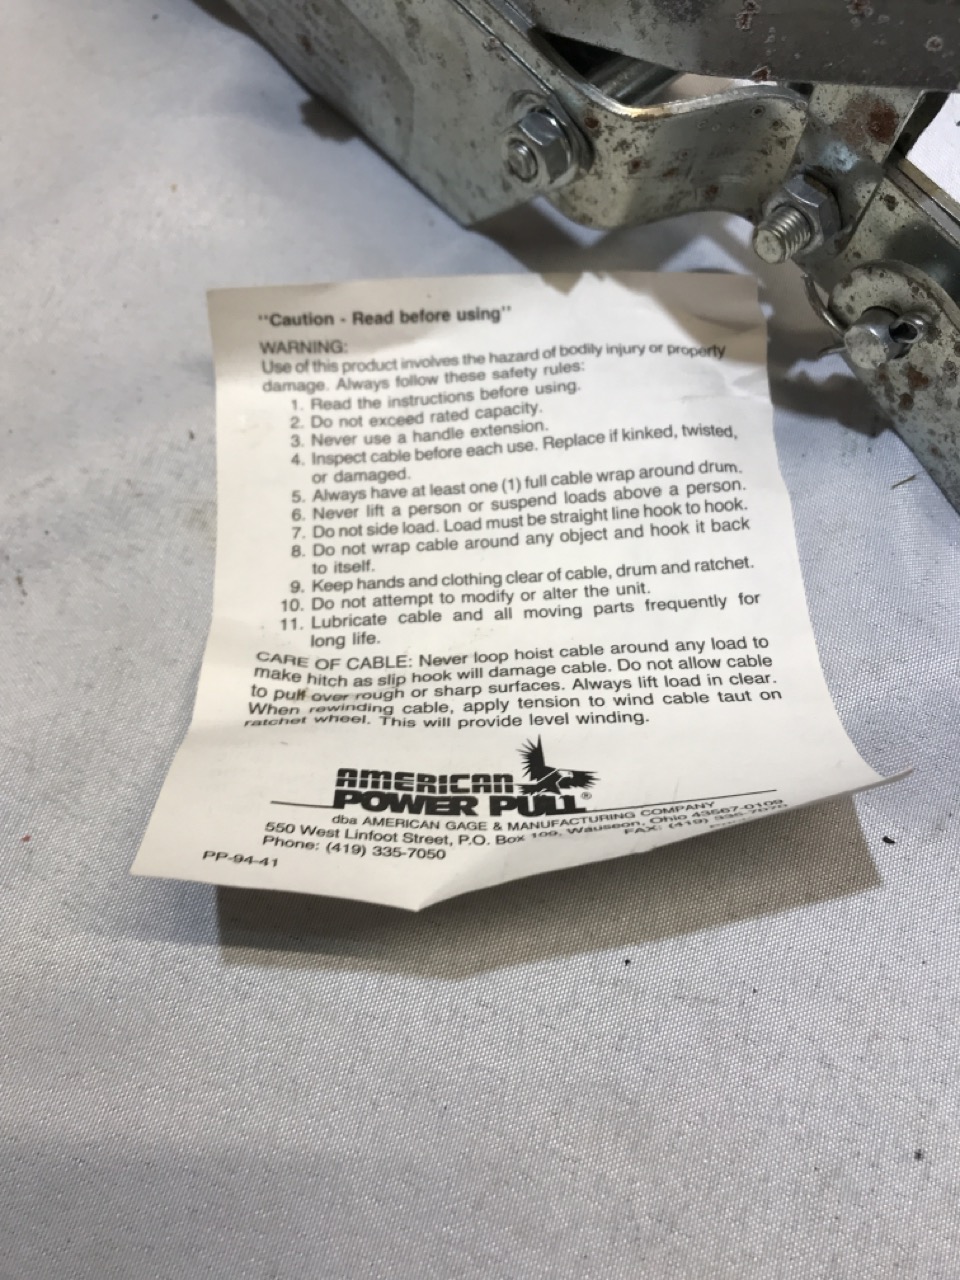 "Caution - Read before using"
WARNING:
Use of this product involves the hazard of bodily injury or property
damage. Always follow these safety rules:
1. Read the instructions before using.
2. Do not exceed rated capacity.
3. Never use a handle extension.
4. Inspect cable before each use. Replace if kinked, twisted,
or damaged.
5. Always have at least one (1) full cable wrap around drum.
6. Never lift a person or suspend loads above a person.
7. Do not side load. Load must be straight line hook to hook.
8. Do not wrap cable around any object and hook it back
to itself.
9. Keep hands and clothing clear of cable, drum and ratchet.
10. Do not attempt to modify or alter the unit.
11. Lubricate cable and all moving parts frequently for
long life.
CARE OF CABLE: Never loop hoist cable around any load to
make hitch as slip hook will damage cable. Do not allow cable
to pull over rough or sharp surfaces. Always lift load in clear.
When rewinding cable, apply tension to wind cable taut on
ratchet wheel. This will provide level winding.
AMERICAN
POWER PULL®
dba AMERICAN GAGE & MANUFACTURING COMPANY
550 West Linfoot Street, P.O. Box 109, Wauseon, Ohio 43567-0109
Phone: (419) 335-7050 FAX: (419) 335-7070
PP-94-41